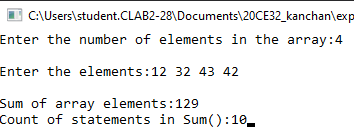 C:\Users\student.CLAB2-28\Documents\20CE32_kanchan\exp
Enter the number of elements in the array:4
Enter the elements:12 32 43 42
Sum of array elements:129
Count of statements in Sum():10